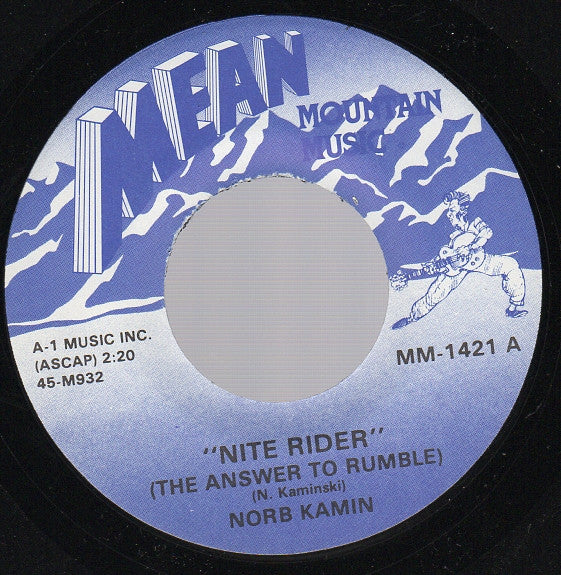 MEAN
MOUNTAIN
MUSIC
A-1 MUSIC INC.
(ASCAP) 2:20
45-M932
MM-1421 A
"NITE RIDER"
(THE ANSWER TO RUMBLE)
(N. Kaminski)
NORB KAMIN